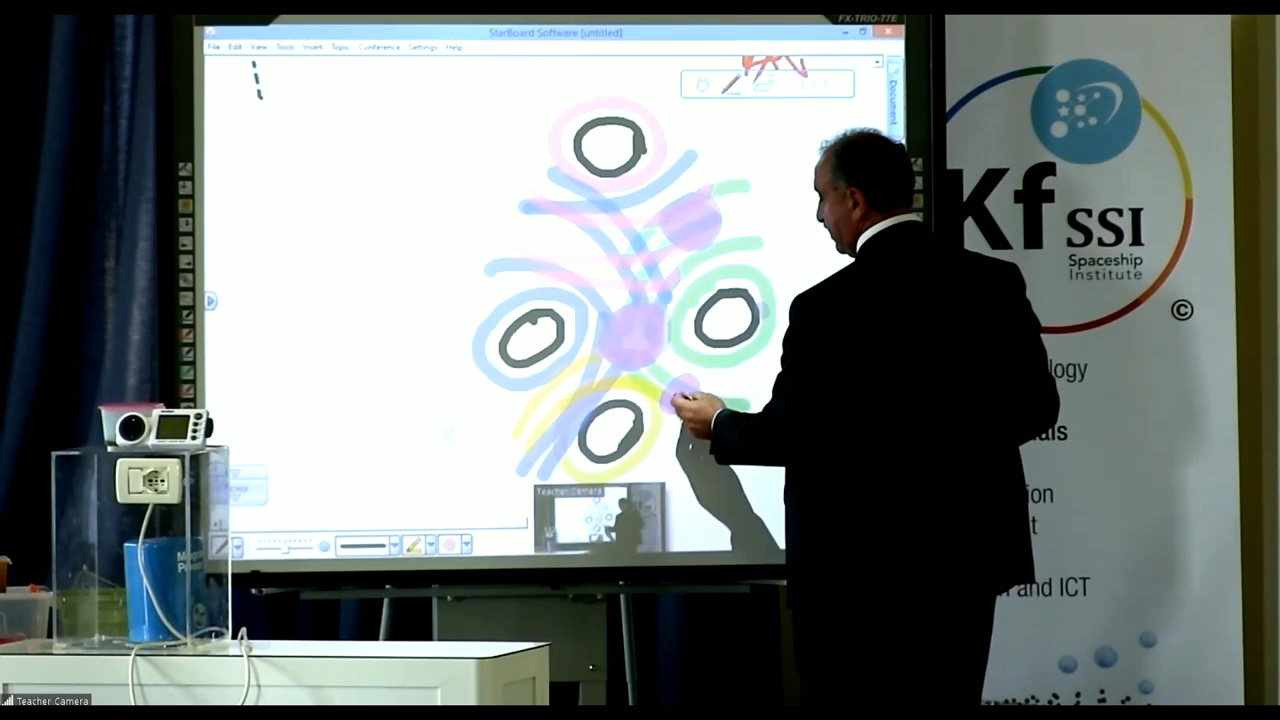 FX-TRIO-77E
StarBoard Software [untitled]
File Edit View Tools Insert Topic Conference Settings Help
Document
Kf SSI
Spaceship
Institute
©
ology
als
ion
t
and ICT
Teacher Camera
Teacher Camera